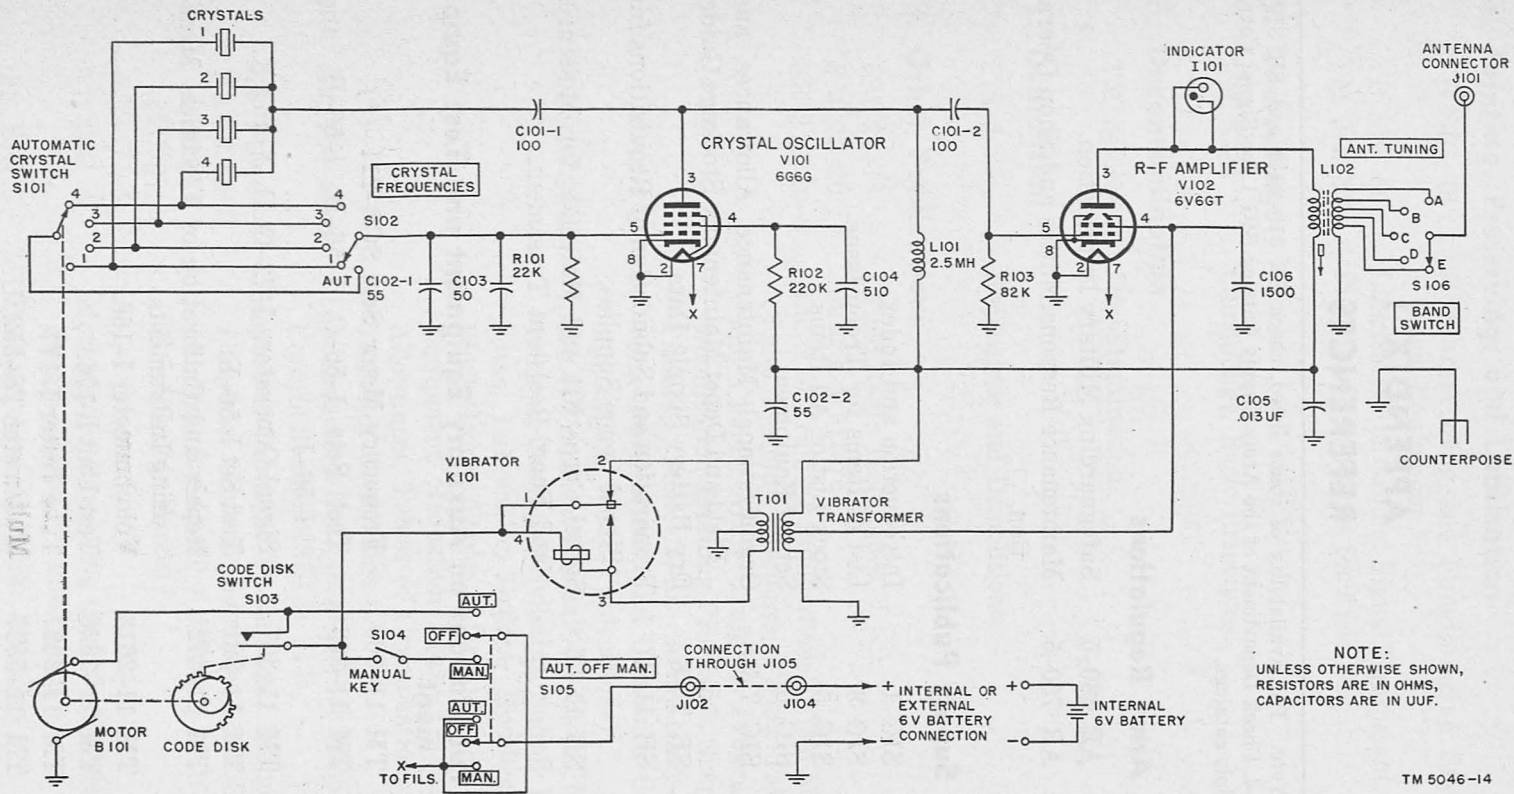 CRYSTALS
1
2
3
4
AUTOMATIC
CRYSTAL
SWITCH
S101
4
3
2
1
CRYSTAL
FREQUENCIES
4
3
2
1
S102
AUT
C102-1
55
C103
50
R101
22K
C101-1
100
CRYSTAL OSCILLATOR
V101
6G6G
3
5
4
8
2
7
X
R102
220K
C104
510
L101
2.5MH
C101-2
100
R103
82K
INDICATOR
I101
R-F AMPLIFIER
V102
6V6GT
3
5
4
8
2
7
X
C106
1500
L102
ANT. TUNING
A
B
C
D
E
S106
BAND
SWITCH
ANTENNA
CONNECTOR
J101
C102-2
55
C105
.013UF
COUNTERPOISE
VIBRATOR
K101
1
2
3
4
T101
VIBRATOR
TRANSFORMER
CODE DISK
SWITCH
S103
S104
MANUAL
KEY
AUT.
OFF
MAN.
AUT.
OFF
MAN.
AUT. OFF MAN.
S105
X
TO FILS.
MOTOR
B101
CODE DISK
CONNECTION
THROUGH J105
J102
J104
+
INTERNAL OR
EXTERNAL
6V BATTERY
CONNECTION
-
+
-
INTERNAL
6V BATTERY
NOTE:
UNLESS OTHERWISE SHOWN,
RESISTORS ARE IN OHMS,
CAPACITORS ARE IN UUF.
TM 5046-14